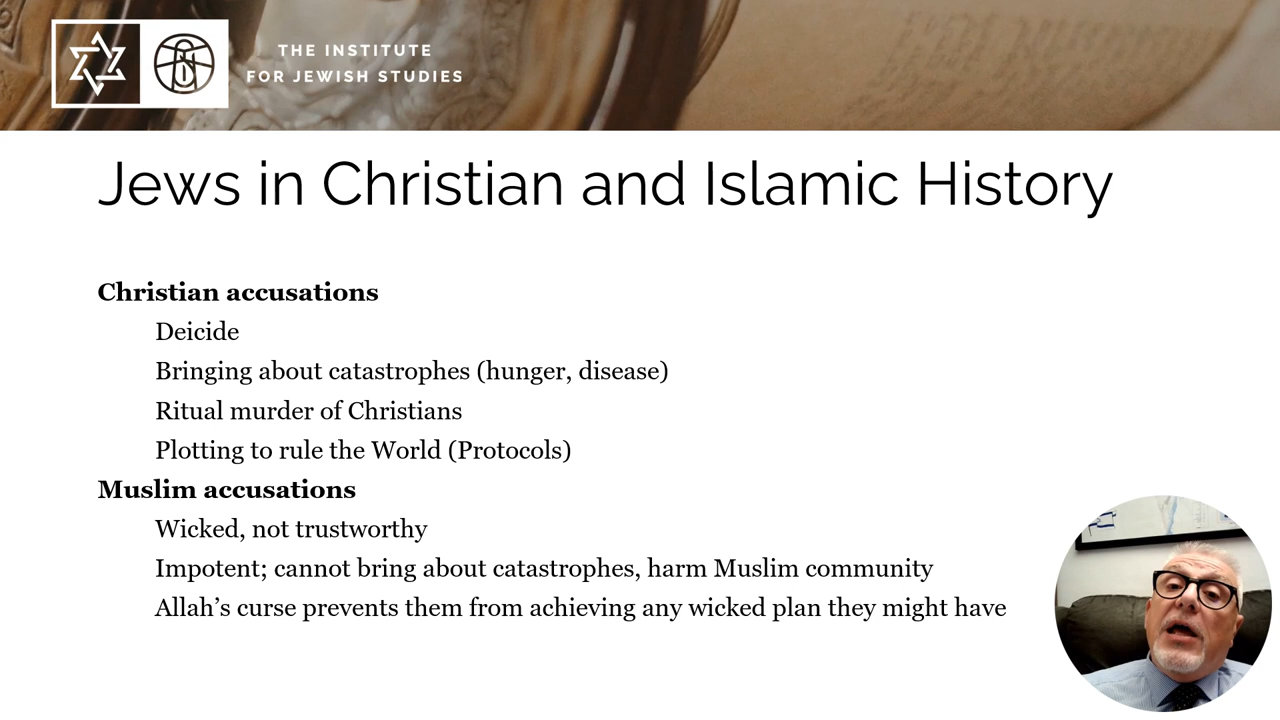 THE INSTITUTE
FOR JEWISH STUDIES
Jews in Christian and Islamic History
Christian accusations
Deicide
Bringing about catastrophes (hunger, disease)
Ritual murder of Christians
Plotting to rule the World (Protocols)
Muslim accusations
Wicked, not trustworthy
Impotent; cannot bring about catastrophes, harm Muslim community
Allah’s curse prevents them from achieving any wicked plan they might have